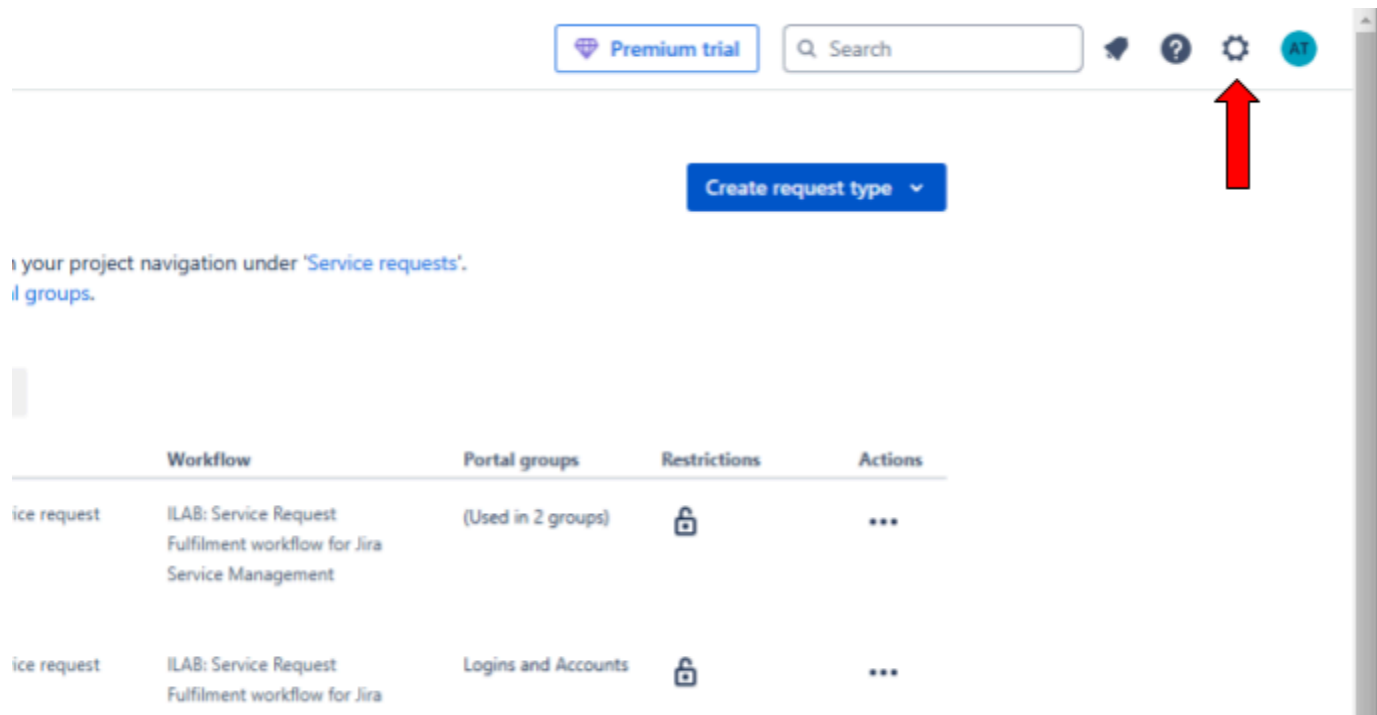 Premium trial
Search
AT
Create request type
your project navigation under 'Service requests'.
groups.
Workflow
Portal groups
Restrictions
Actions
ice request
ILAB: Service Request
(Used in 2 groups)
Fulfilment workflow for Jira
Service Management
ice request
ILAB: Service Request
Logins and Accounts
Fulfilment workflow for Jira